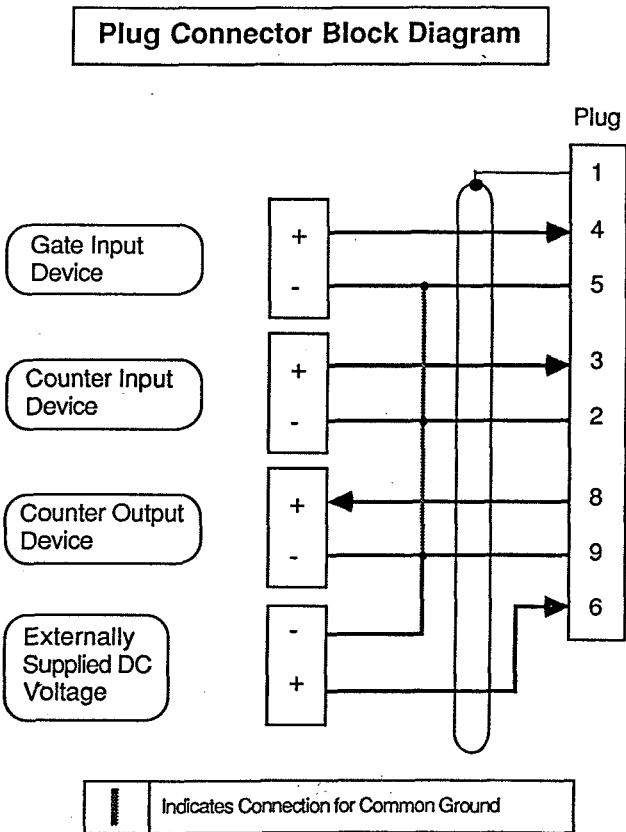 Plug Connector Block Diagram
Plug
1
Gate Input
Device
+
-
4
5
Counter Input
Device
+
-
3
2
Counter Output
Device
+
-
8
9
Externally
Supplied DC
Voltage
-
+
6
Indicates Connection for Common Ground